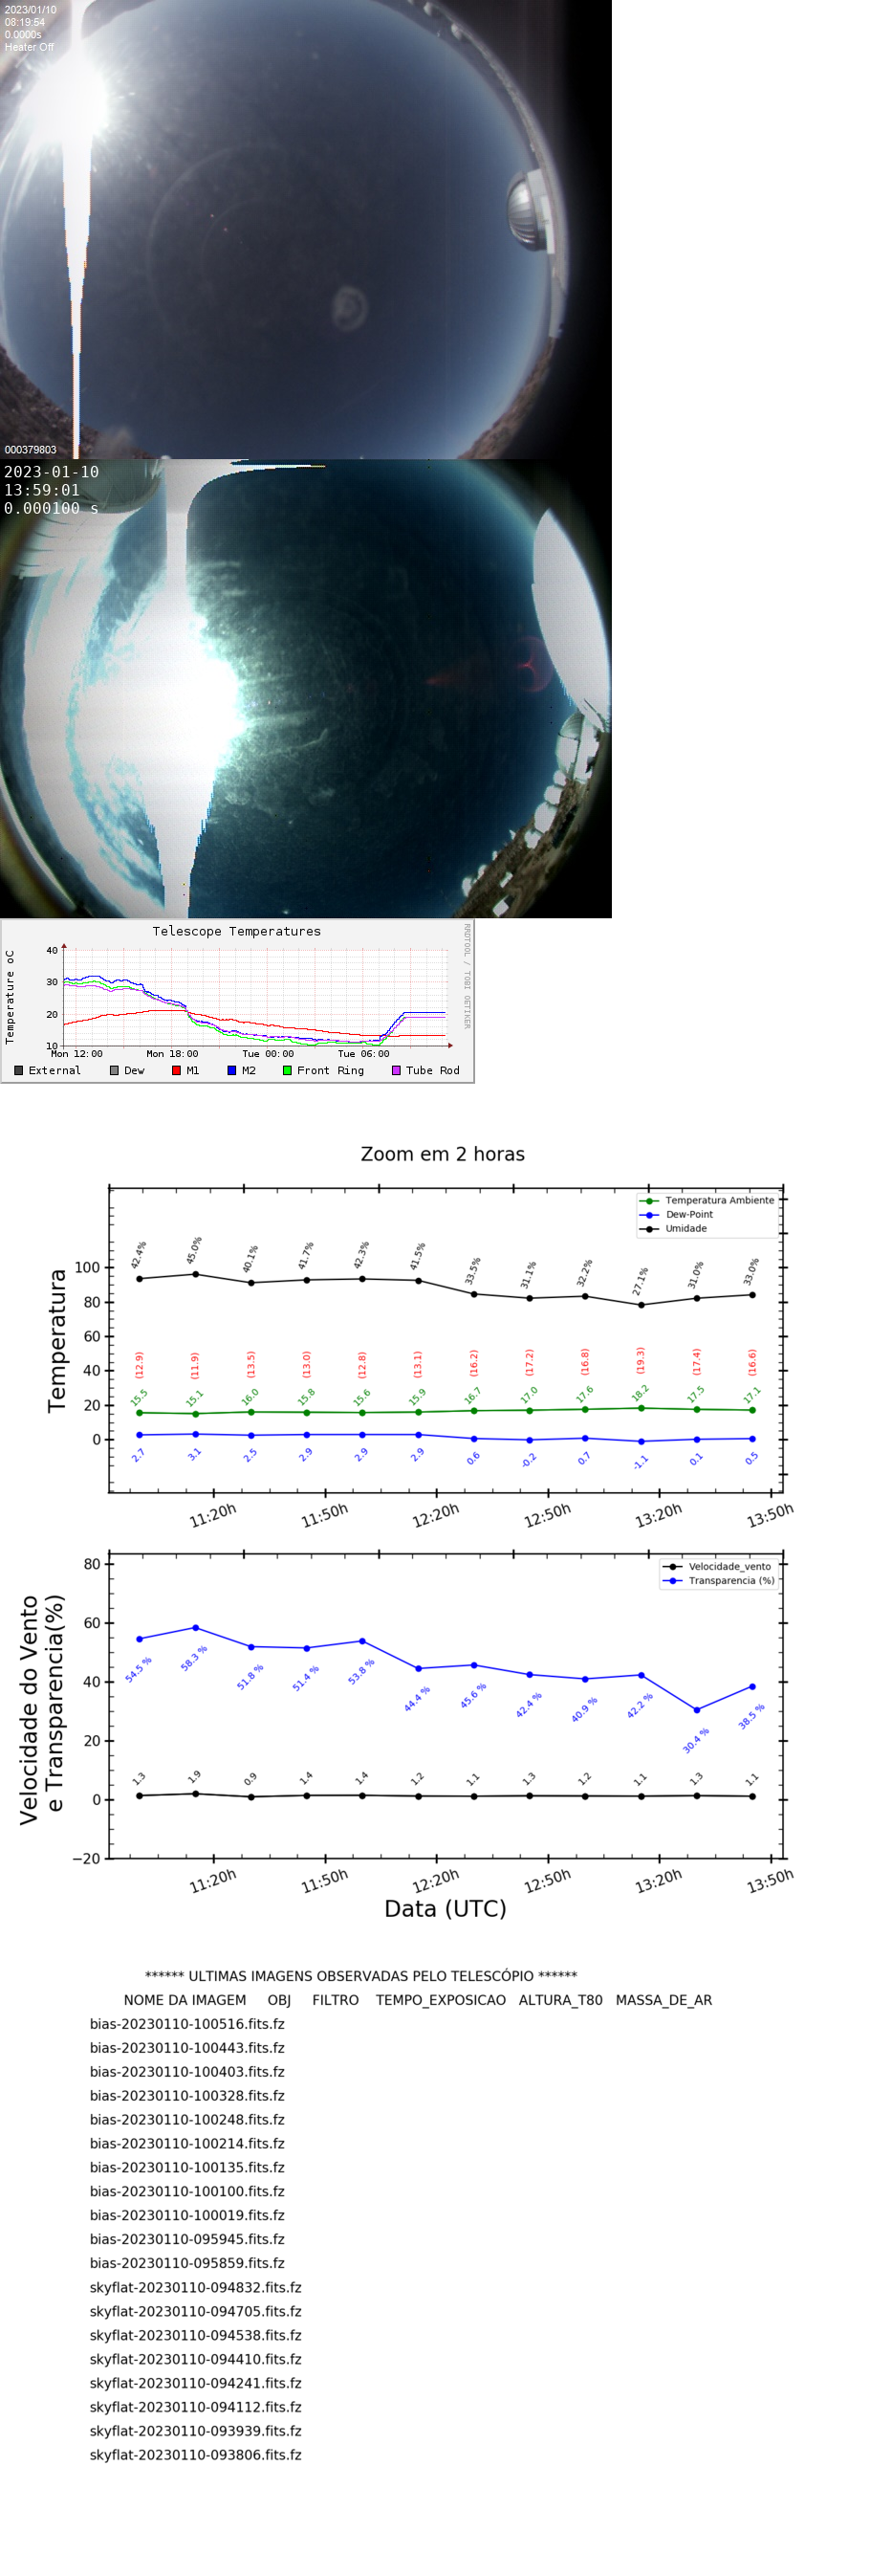 2023/01/10
08:19:54
0.0000s
Heater Off
000379803
2023-01-10
13:59:01
0.000100 s
Telescope Temperatures
RRDTOOL / TOBI OETIKER
Temperature oC
40
30
20
10
Mon 12:00 Mon 18:00 Tue 00:00 Tue 06:00
External Dew M1 M2 Front Ring Tube Rod
Zoom em 2 horas
Temperatura Ambiente
Dew-Point
Umidade
Temperatura
100
80
60
40
20
0
42.4% 45.0% 40.1% 41.7% 42.3% 41.5% 33.5% 31.1% 32.2% 27.1% 31.0% 33.0%
(12.9) (11.9) (13.5) (13.0) (12.8) (13.1) (16.2) (17.2) (16.8) (19.3) (17.4) (16.6)
15.5 15.1 16.0 15.8 15.6 15.9 16.7 17.0 17.6 18.2 17.5 17.1
2.7 3.1 2.5 2.9 2.9 2.9 0.6 -0.2 0.7 -1.1 0.1 0.5
11:20h 11:50h 12:20h 12:50h 13:20h 13:50h
Velocidade_vento
Transparencia (%)
Velocidade do Vento
e Transparencia(%)
80
60
40
20
0
−20
54.5 % 58.3 % 51.8 % 51.4 % 53.8 % 44.4 % 45.6 % 42.4 % 40.9 % 42.2 % 30.4 % 38.5 %
1.3 1.9 0.9 1.4 1.4 1.2 1.1 1.3 1.2 1.1 1.3 1.1
11:20h 11:50h 12:20h 12:50h 13:20h 13:50h
Data (UTC)
****** ULTIMAS IMAGENS OBSERVADAS PELO TELESCÓPIO ******
NOME DA IMAGEM OBJ FILTRO TEMPO_EXPOSICAO ALTURA_T80 MASSA_DE_AR
bias-20230110-100516.fits.fz
bias-20230110-100443.fits.fz
bias-20230110-100403.fits.fz
bias-20230110-100328.fits.fz
bias-20230110-100248.fits.fz
bias-20230110-100214.fits.fz
bias-20230110-100135.fits.fz
bias-20230110-100100.fits.fz
bias-20230110-100019.fits.fz
bias-20230110-095945.fits.fz
bias-20230110-095859.fits.fz
skyflat-20230110-094832.fits.fz
skyflat-20230110-094705.fits.fz
skyflat-20230110-094538.fits.fz
skyflat-20230110-094410.fits.fz
skyflat-20230110-094241.fits.fz
skyflat-20230110-094112.fits.fz
skyflat-20230110-093939.fits.fz
skyflat-20230110-093806.fits.fz